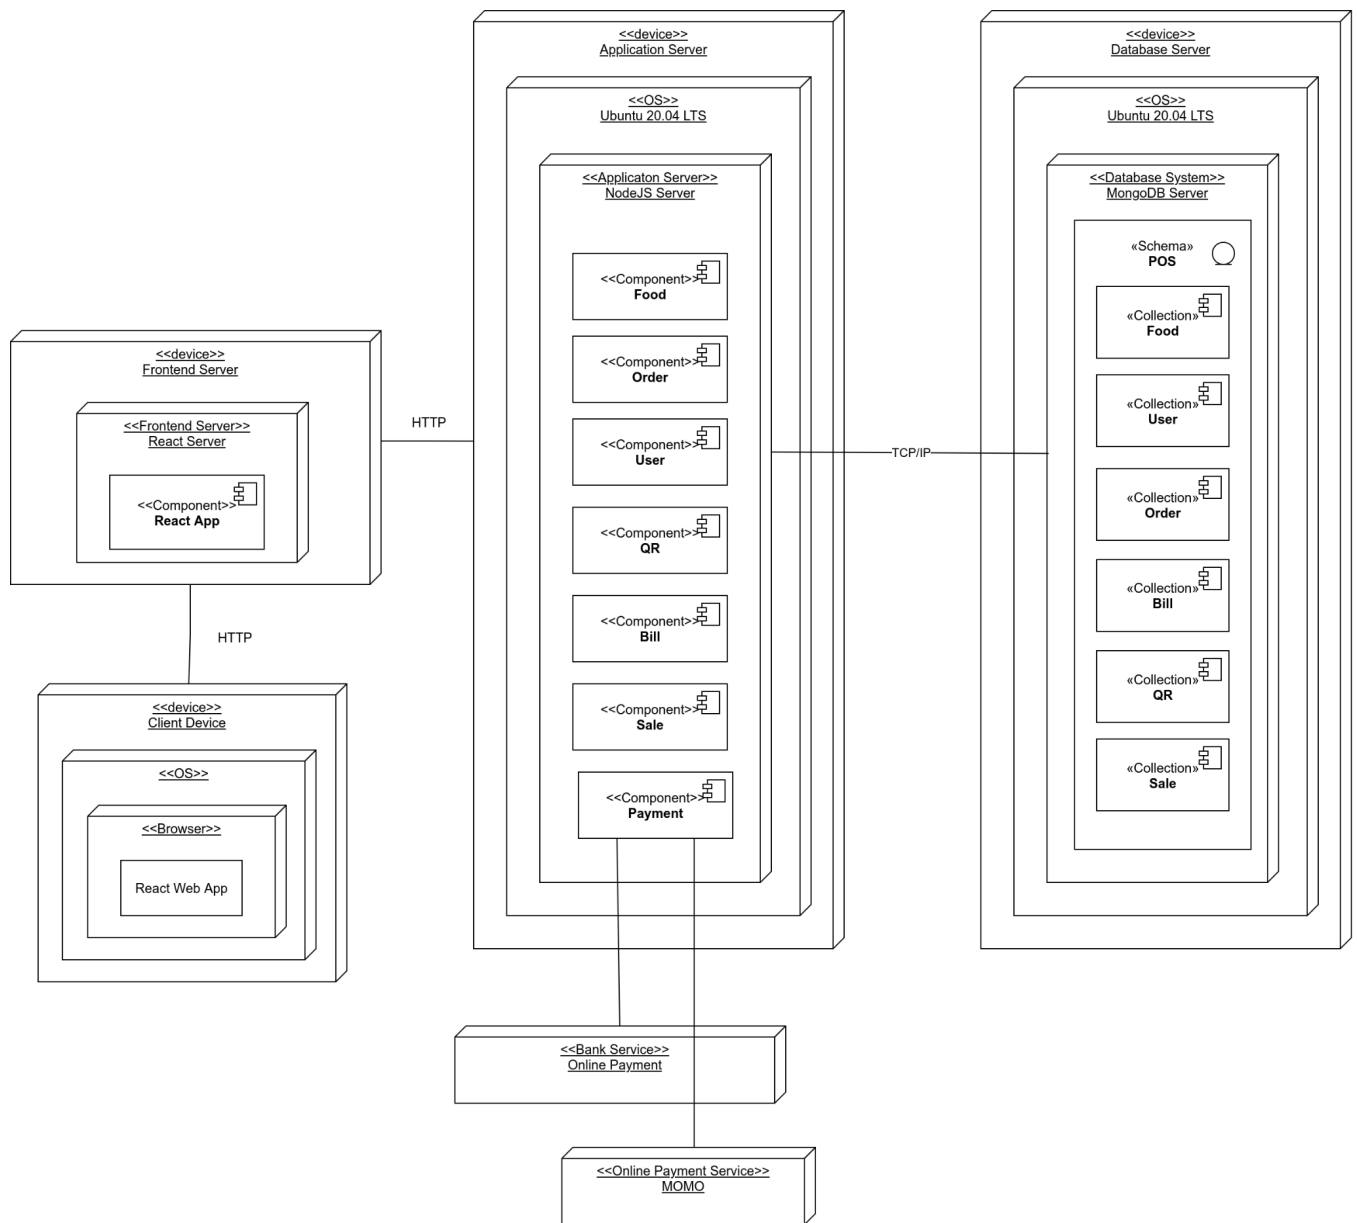 <<device>>
Application Server
<<OS>>
Ubuntu 20.04 LTS
<<Applicaton Server>>
NodeJS Server
<<Component>>
Food
<<Component>>
Order
<<Component>>
User
<<Component>>
QR
<<Component>>
Bill
<<Component>>
Sale
<<Component>>
Payment
<<device>>
Database Server
<<OS>>
Ubuntu 20.04 LTS
<<Database System>>
MongoDB Server
«Schema»
POS
«Collection»
Food
«Collection»
User
«Collection»
Order
«Collection»
Bill
«Collection»
QR
«Collection»
Sale
<<device>>
Frontend Server
<<Frontend Server>>
React Server
<<Component>>
React App
HTTP
TCP/IP
HTTP
<<device>>
Client Device
<<OS>>
<<Browser>>
React Web App
<<Bank Service>>
Online Payment
<<Online Payment Service>>
MOMO